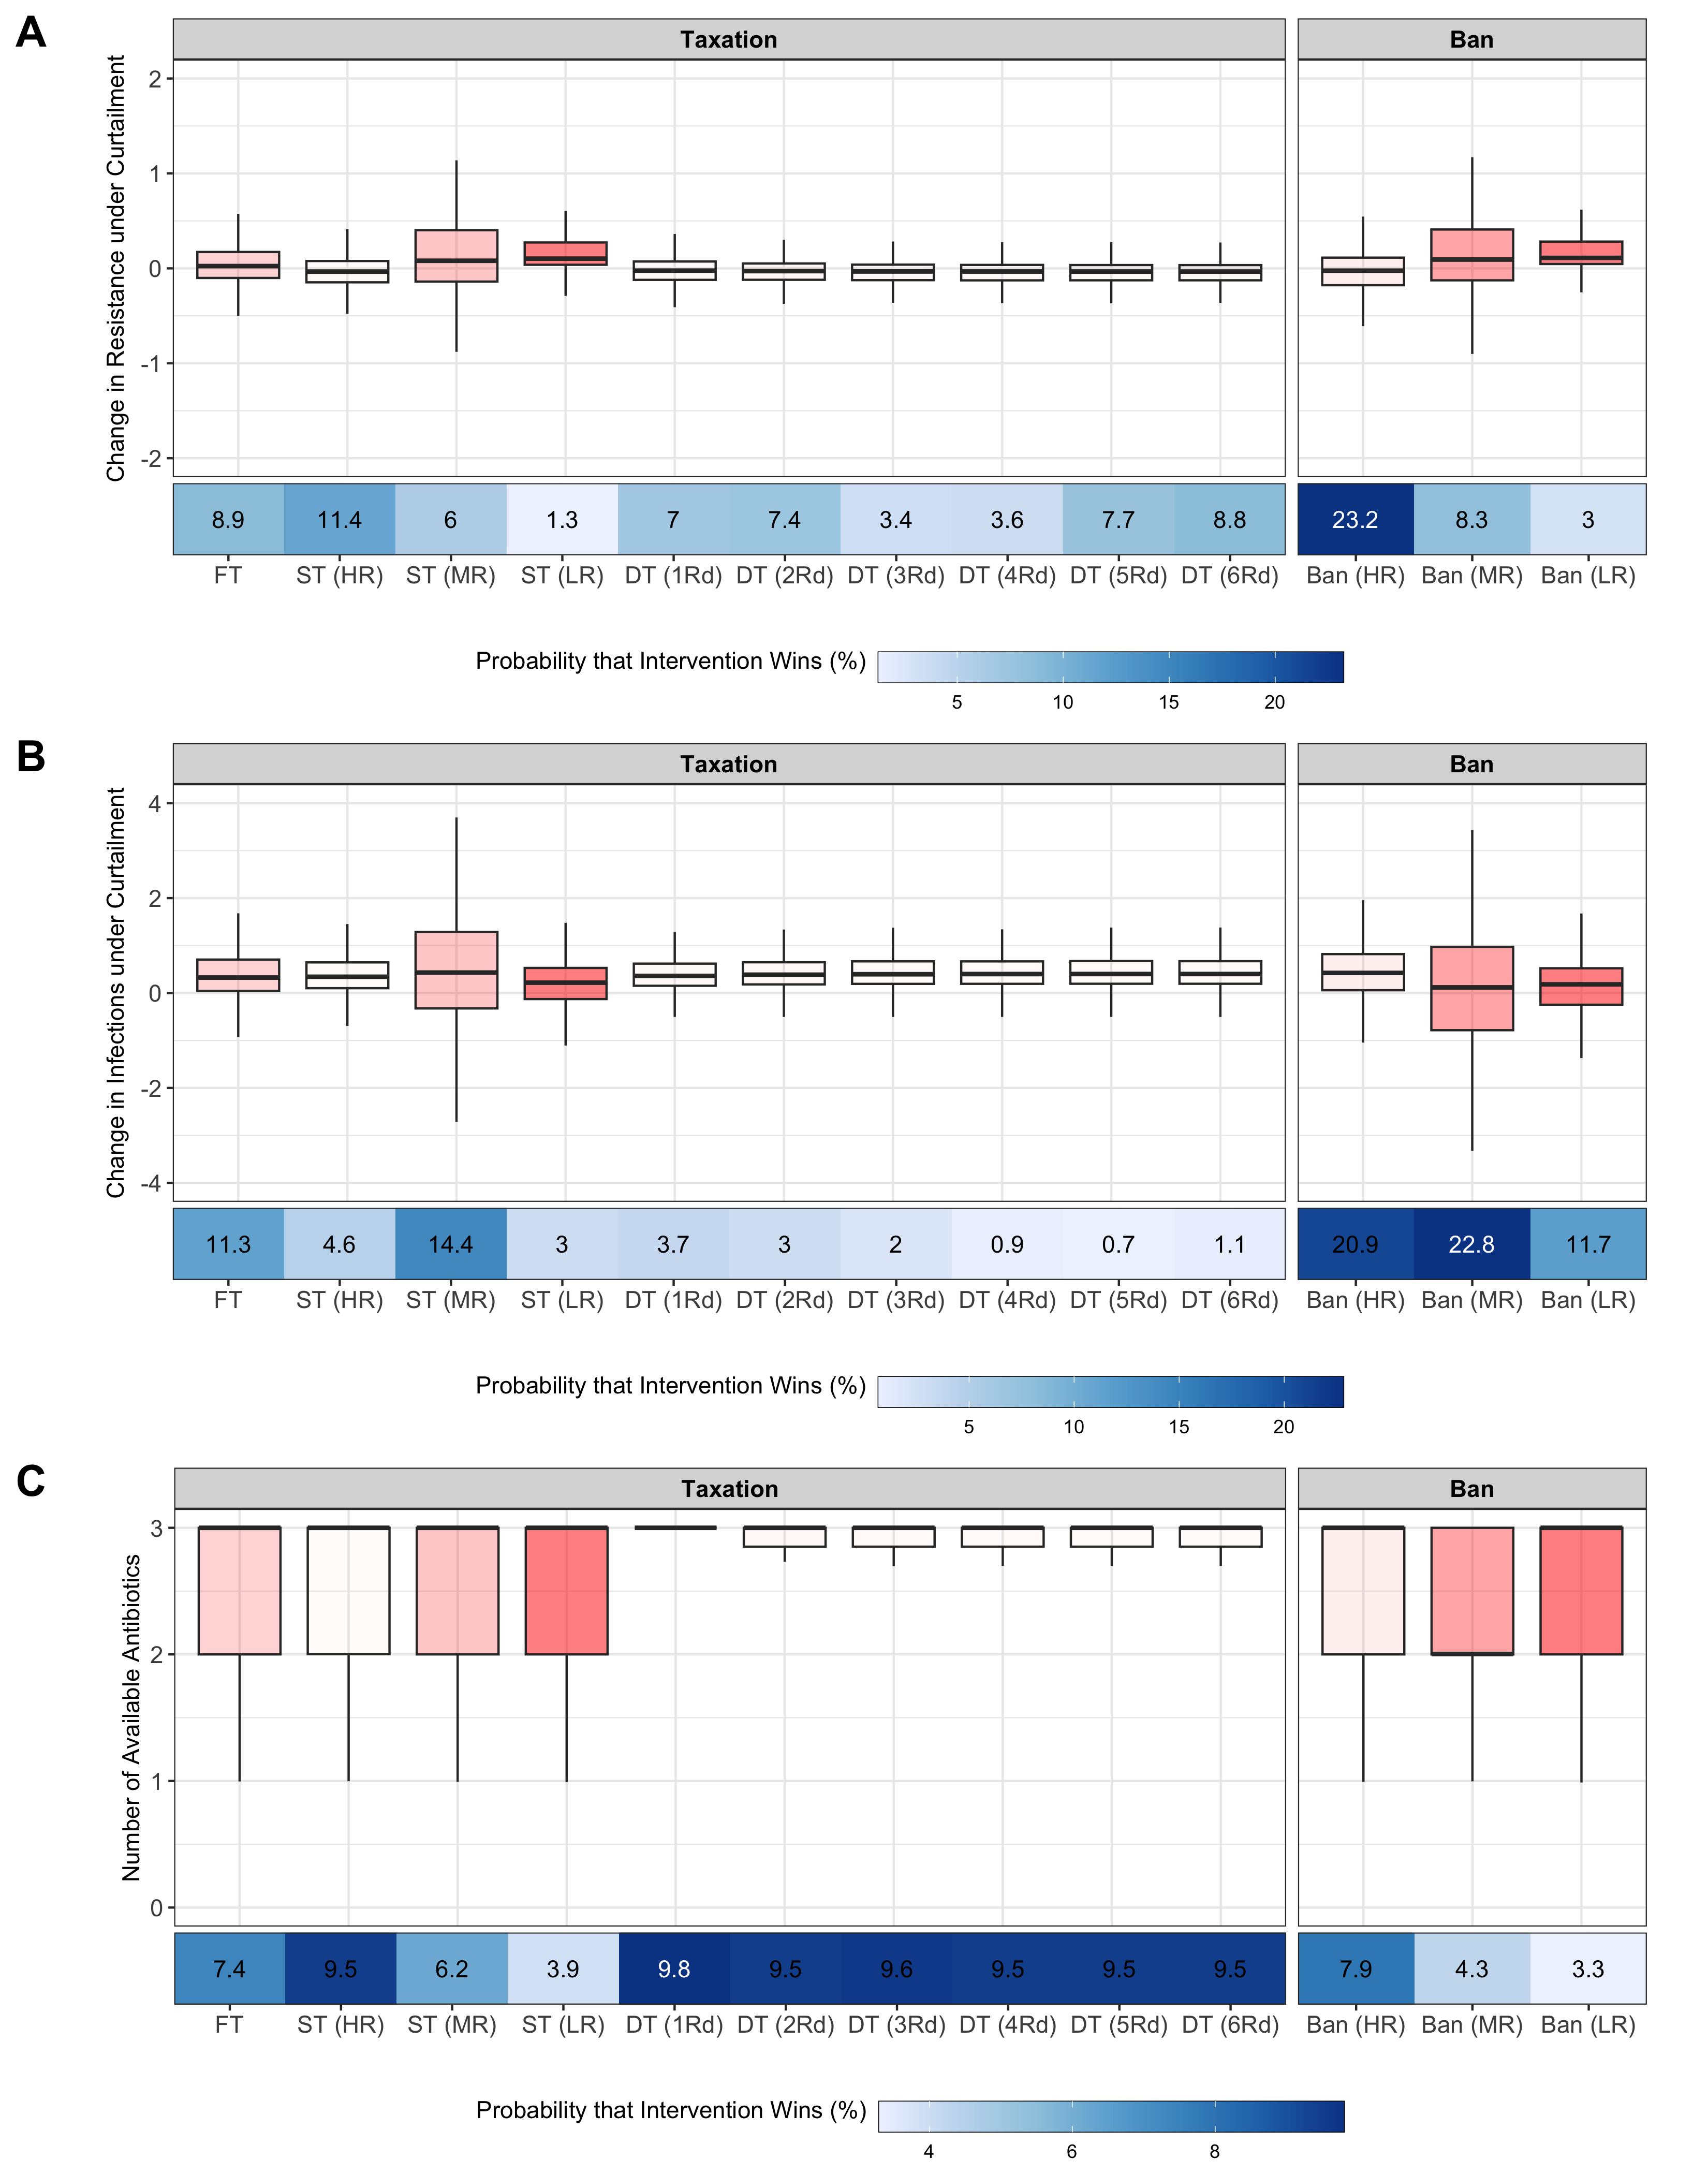 A
Taxation
Ban
Change in Resistance under Curtailment
2
1
0
-1
-2
8.9 11.4 6 1.3 7 7.4 3.4 3.6 7.7 8.8 23.2 8.3 3
FT ST (HR) ST (MR) ST (LR) DT (1Rd) DT (2Rd) DT (3Rd) DT (4Rd) DT (5Rd) DT (6Rd) Ban (HR) Ban (MR) Ban (LR)
Probability that Intervention Wins (%)
5 10 15 20
B
Taxation
Ban
Change in Infections under Curtailment
4
2
0
-2
-4
11.3 4.6 14.4 3 3.7 3 2 0.9 0.7 1.1 20.9 22.8 11.7
FT ST (HR) ST (MR) ST (LR) DT (1Rd) DT (2Rd) DT (3Rd) DT (4Rd) DT (5Rd) DT (6Rd) Ban (HR) Ban (MR) Ban (LR)
Probability that Intervention Wins (%)
5 10 15 20
C
Taxation
Ban
Number of Available Antibiotics
3
2
1
0
7.4 9.5 6.2 3.9 9.8 9.5 9.6 9.5 9.5 9.5 7.9 4.3 3.3
FT ST (HR) ST (MR) ST (LR) DT (1Rd) DT (2Rd) DT (3Rd) DT (4Rd) DT (5Rd) DT (6Rd) Ban (HR) Ban (MR) Ban (LR)
Probability that Intervention Wins (%)
4 6 8